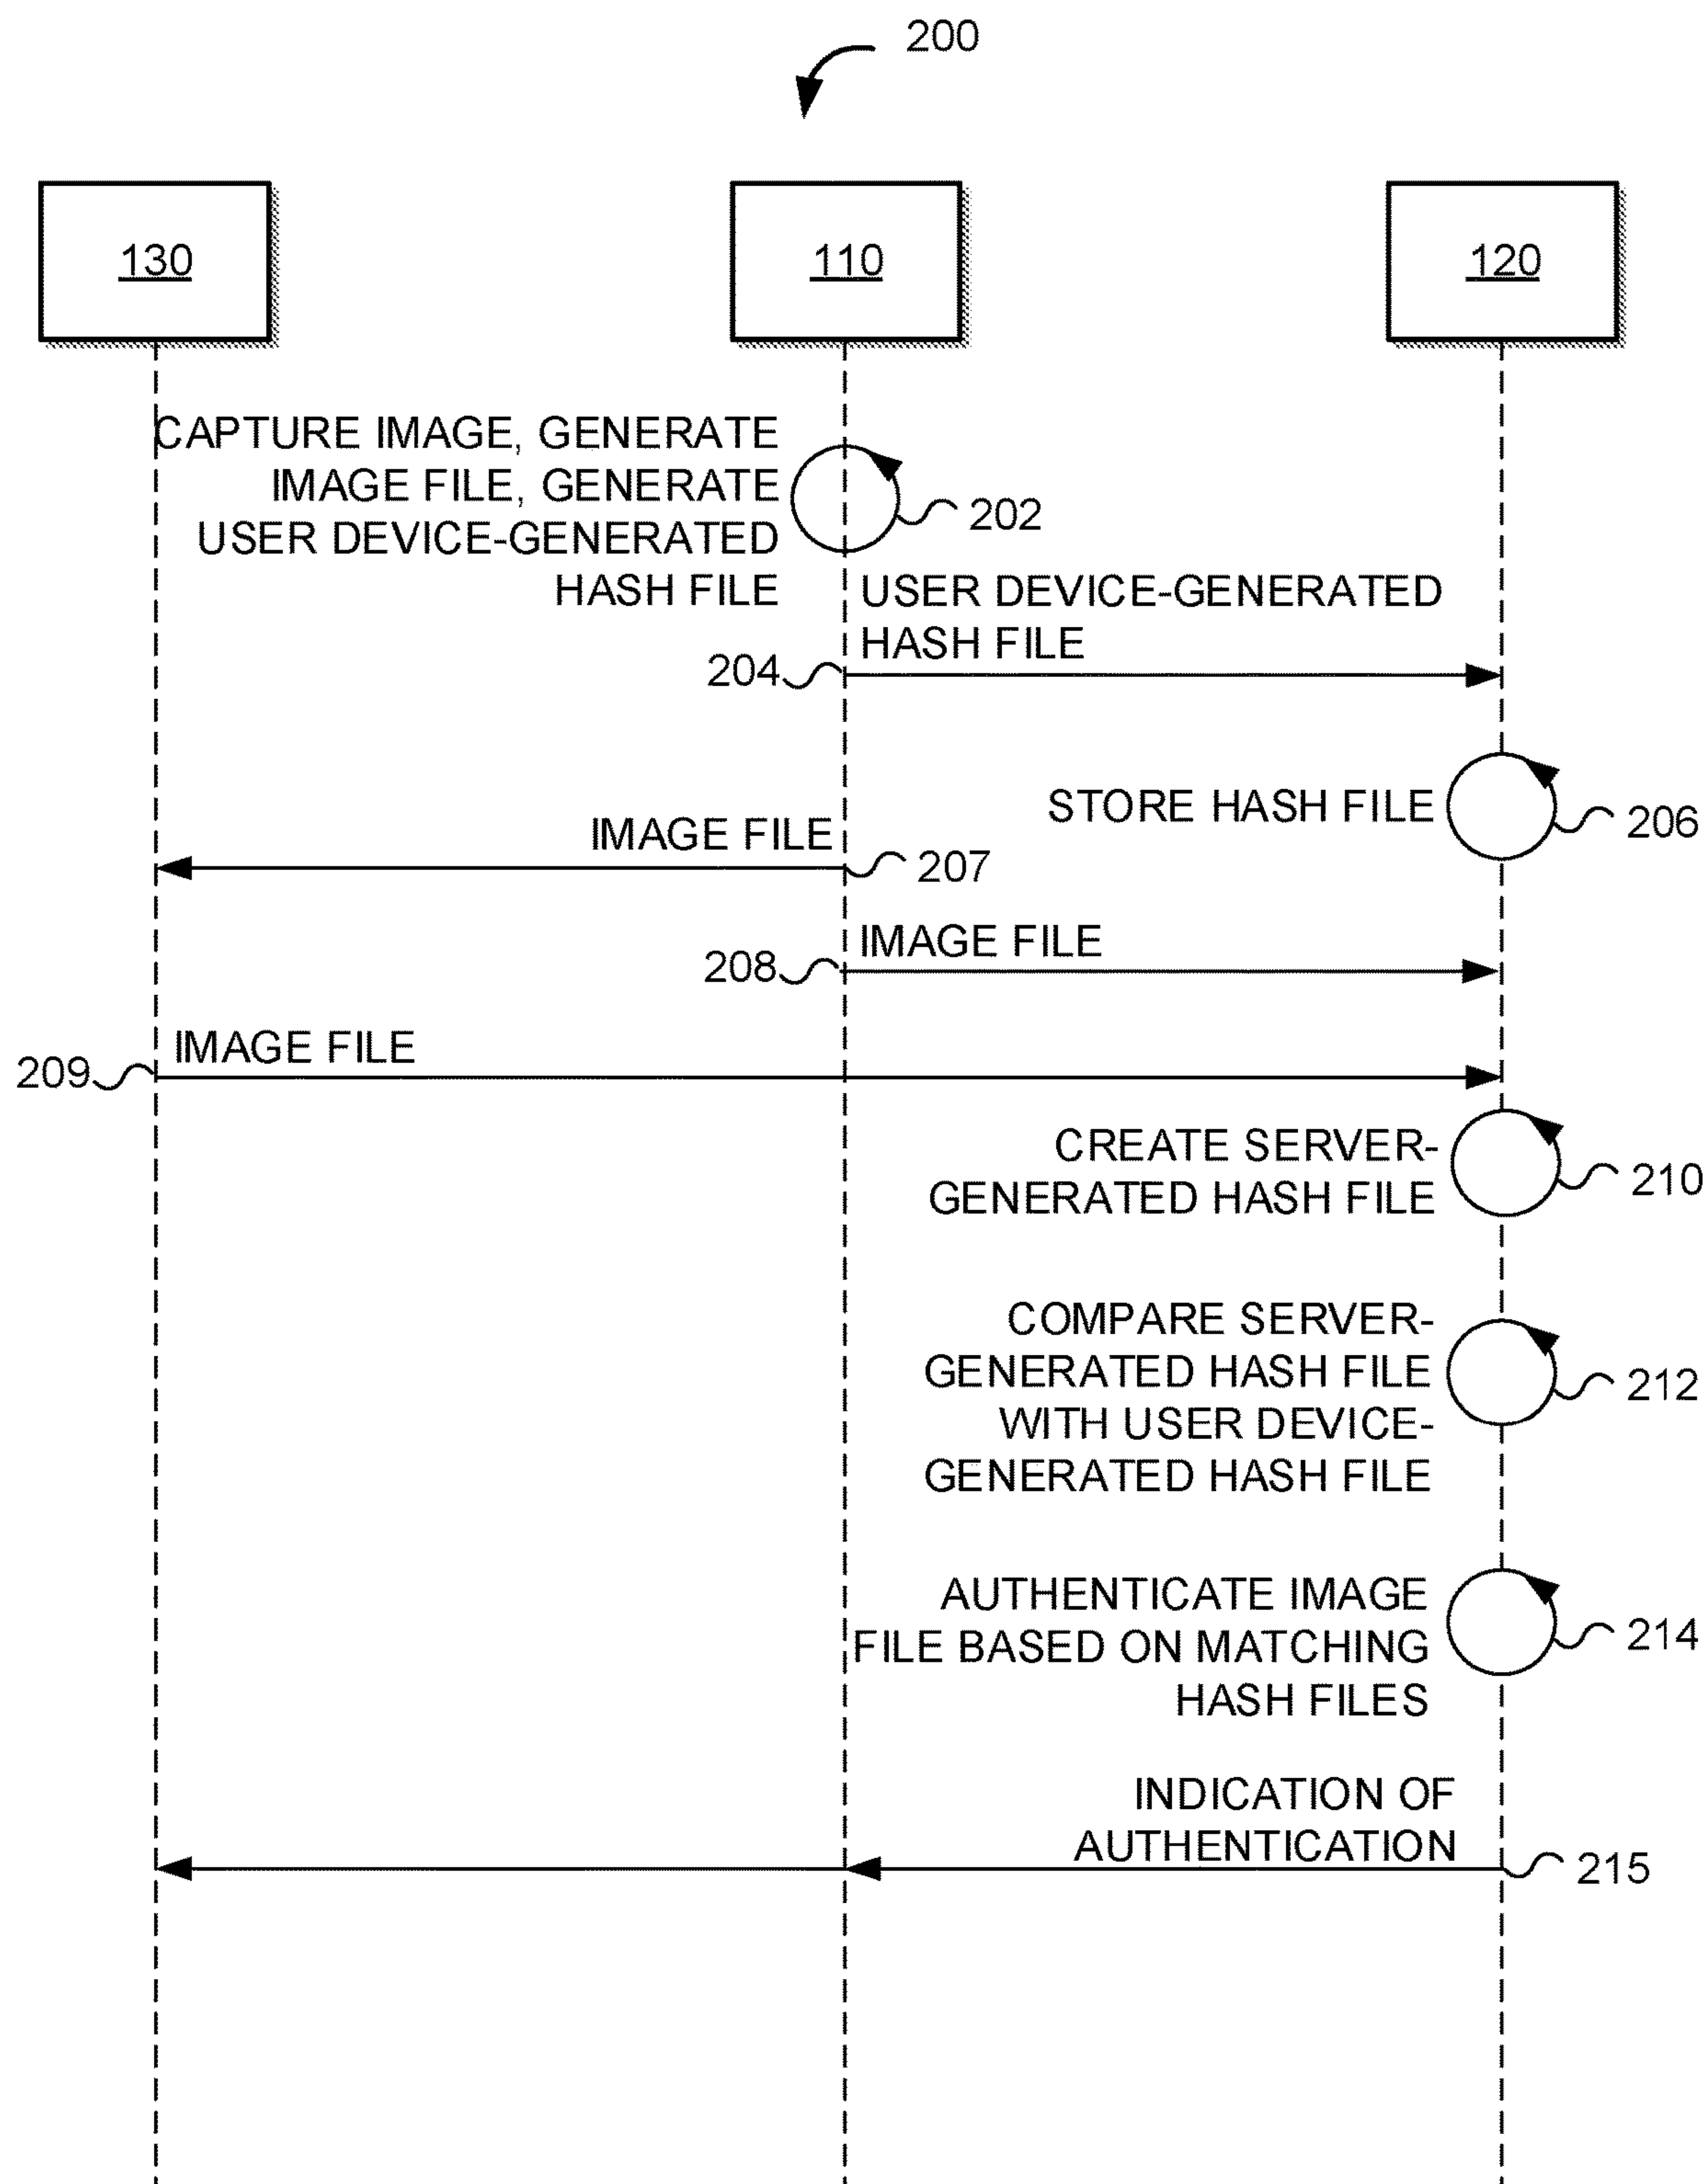 200
130
110
120
CAPTURE IMAGE, GENERATE
IMAGE FILE, GENERATE
USER DEVICE-GENERATED
HASH FILE
202
USER DEVICE-GENERATED
HASH FILE
204
STORE HASH FILE
206
IMAGE FILE
207
IMAGE FILE
208
IMAGE FILE
209
CREATE SERVER-
GENERATED HASH FILE
210
COMPARE SERVER-
GENERATED HASH FILE
WITH USER DEVICE-
GENERATED HASH FILE
212
AUTHENTICATE IMAGE
FILE BASED ON MATCHING
HASH FILES
214
INDICATION OF
AUTHENTICATION
215